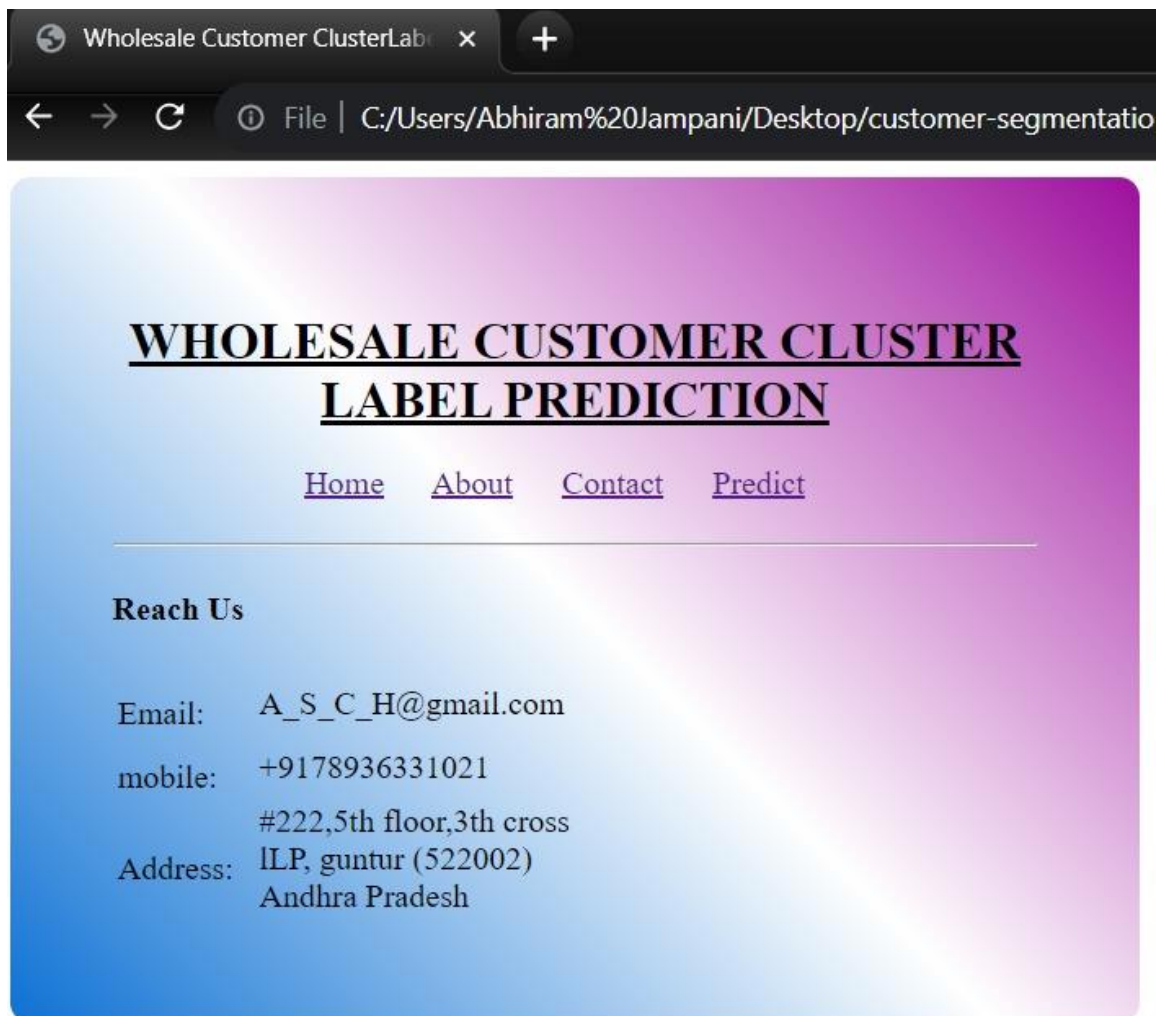 Wholesale Customer ClusterLab
File | C:/Users/Abhiram%20Jampani/Desktop/customer-segmentatio
WHOLESALE CUSTOMER CLUSTER
LABEL PREDICTION
Home About Contact Predict
Reach Us
Email: A_S_C_H@gmail.com
mobile: +9178936331021
#222,5th floor,3th cross
Address: lLP, guntur (522002)
Andhra Pradesh